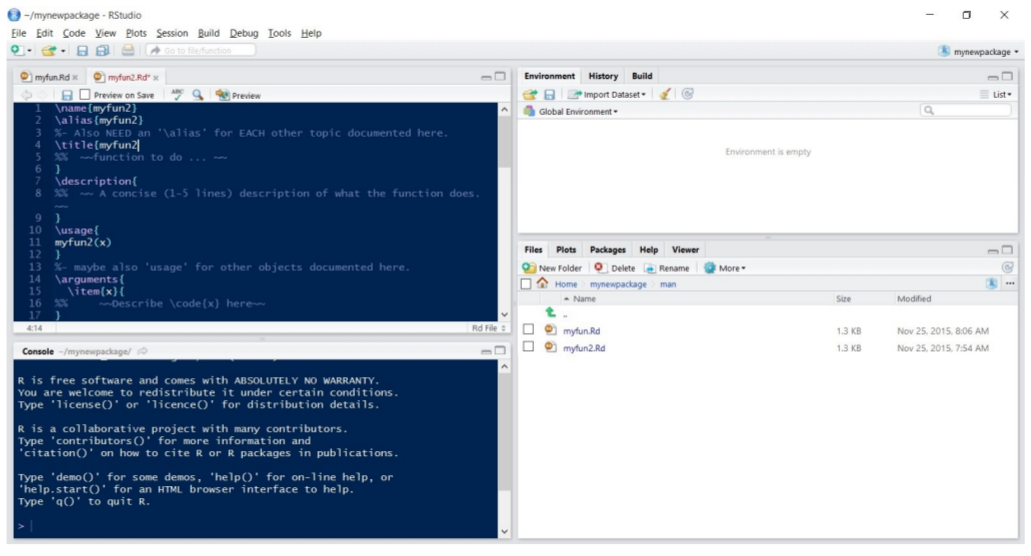 ~/mynewpackage - RStudio
File Edit Code View Plots Session Build Debug Tools Help
Go to file/function
mynewpackage
myfun.Rd
myfun2.Rd*
Preview on Save ABC Preview
1 \name{myfun2}
2 \alias{myfun2}
3 %- Also NEED an '\alias' for EACH other topic documented here.
4 \title{myfun2
5 %% ~~function to do ... ~~
6 }
7 \description{
8 %% ~~ A concise (1-5 lines) description of what the function does.
~~
9 }
10 \usage{
11 myfun2(x)
12 }
13 %- maybe also 'usage' for other objects documented here.
14 \arguments{
15 \item{x}{
16 %% ~~Describe \code{x} here~~
17 }
4:14 Rd File
Console ~/mynewpackage/
R is free software and comes with ABSOLUTELY NO WARRANTY.
You are welcome to redistribute it under certain conditions.
Type 'license()' or 'licence()' for distribution details.
R is a collaborative project with many contributors.
Type 'contributors()' for more information and
'citation()' on how to cite R or R packages in publications.
Type 'demo()' for some demos, 'help()' for on-line help, or
'help.start()' for an HTML browser interface to help.
Type 'q()' to quit R.
>
Environment History Build
Import Dataset List
Global Environment
Environment is empty
Files Plots Packages Help Viewer
New Folder Delete Rename More
Home mynewpackage man
Name Size Modified
..
myfun.Rd 1.3 KB Nov 25, 2015, 8:06 AM
myfun2.Rd 1.3 KB Nov 25, 2015, 7:54 AM